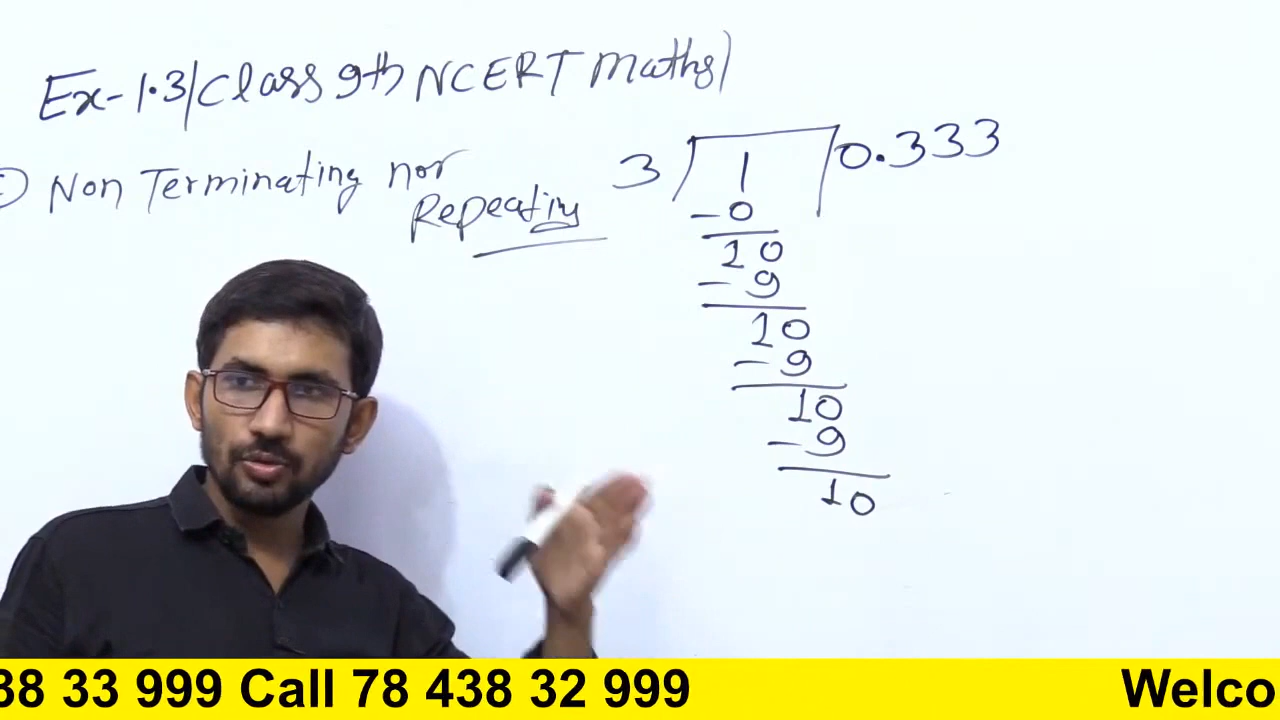 Ex-1.3/Class 9th NCERT Maths)
Non Terminating nor
Repeating
3 1 0.333
-0
10
-9
10
-9
10
-9
10
38 33 999 Call 78 438 32 999 Welco